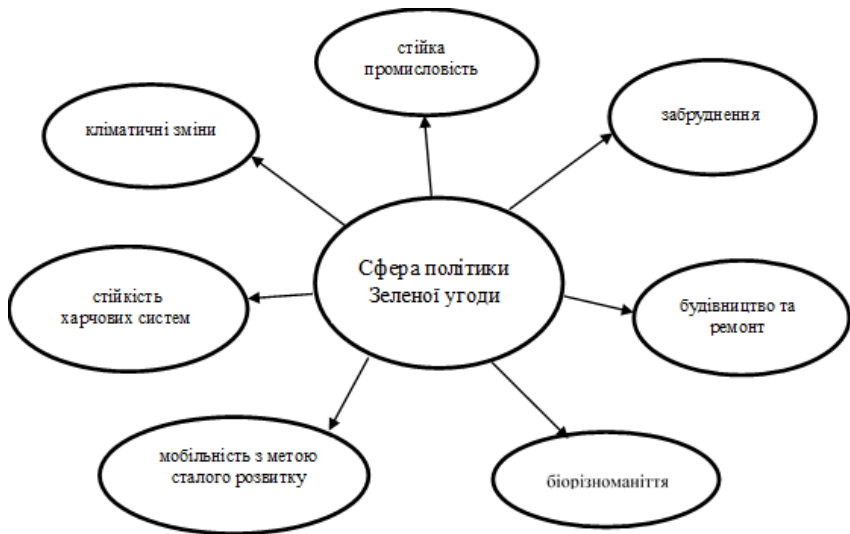 стійка
промисловість
кліматичні зміни
забруднення
Сфера політики
Зеленої угоди
стійкість
харчових систем
будівництво та
ремонт
мобільність з метою
сталого розвитку
біорізноманіття